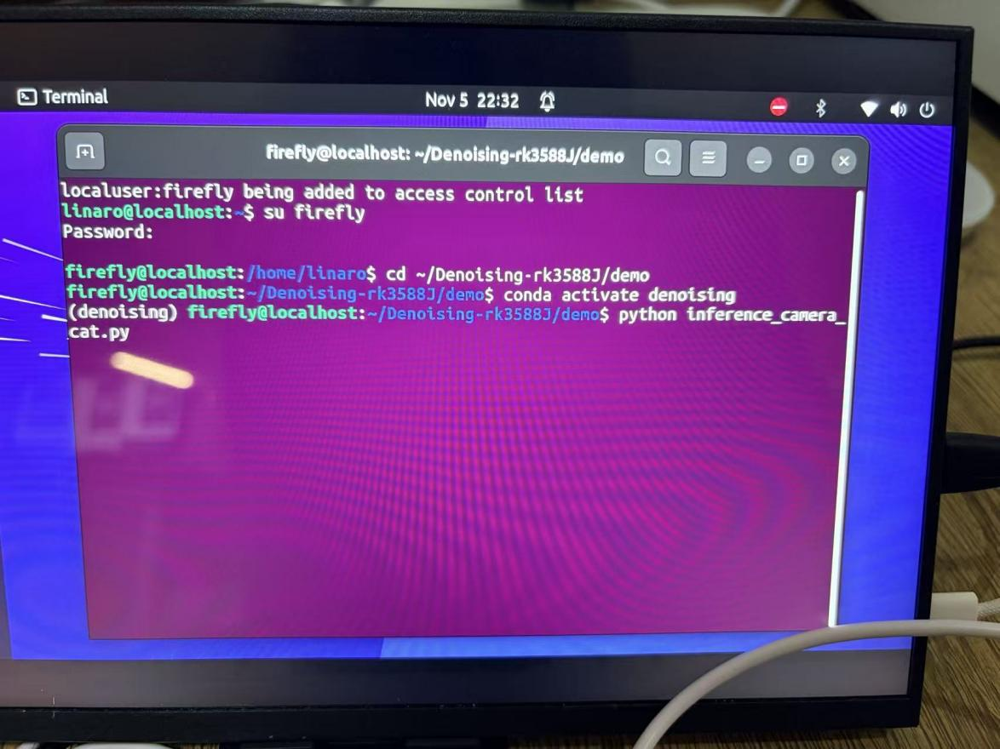 Terminal
Nov 5 22:32
firefly@localhost: ~/Denoising-rk3588J/demo
localuser:firefly being added to access control list
linaro@localhost:~$ su firefly
Password:
firefly@localhost:/home/linaro$ cd ~/Denoising-rk3588J/demo
firefly@localhost:~/Denoising-rk3588J/demo$ conda activate denoising
(denoising) firefly@localhost:~/Denoising-rk3588J/demo$ python inference_camera_
cat.py